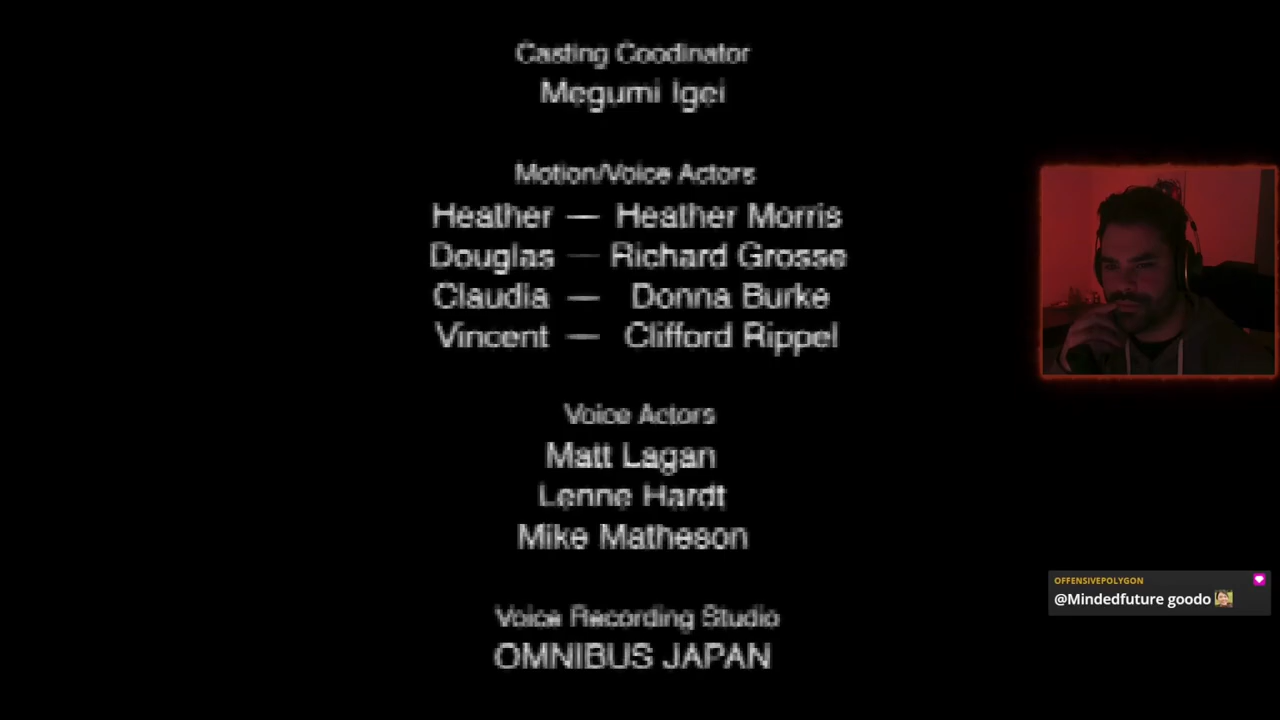 Casting Coodinator
Megumi Igei
Motion/Voice Actors
Heather — Heather Morris
Douglas — Richard Grosse
Claudia — Donna Burke
Vincent — Clifford Rippel
Voice Actors
Matt Lagan
Lenne Hardt
Mike Matheson
Voice Recording Studio
OMNIBUS JAPAN
OFFENSIVEPOLYGON
@Mindedfuture goodo